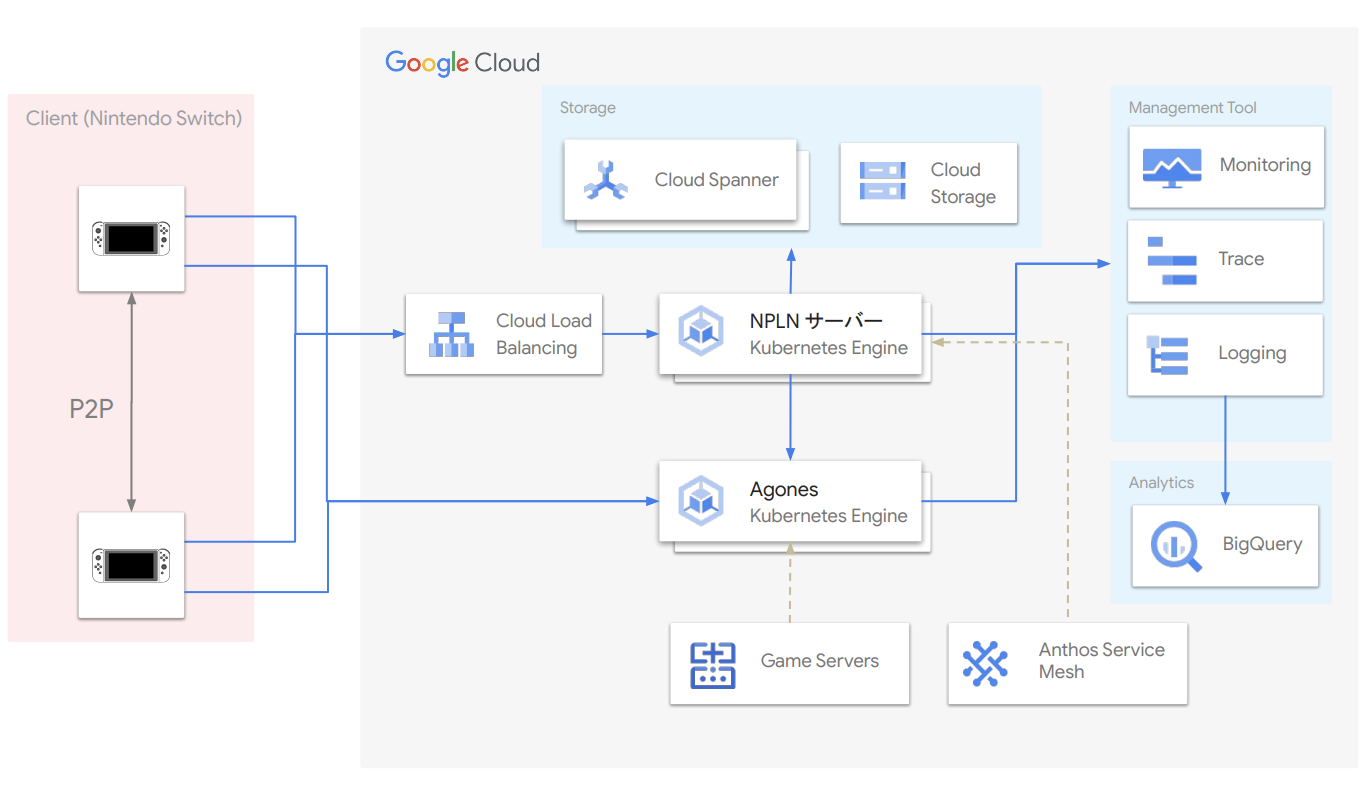 Google Cloud
Client (Nintendo Switch)
P2P
Storage
Cloud Spanner
Cloud
Storage
Cloud Load
Balancing
NPLN サーバー
Kubernetes Engine
Agones
Kubernetes Engine
Game Servers
Anthos Service
Mesh
Management Tool
Monitoring
Trace
Logging
Analytics
BigQuery